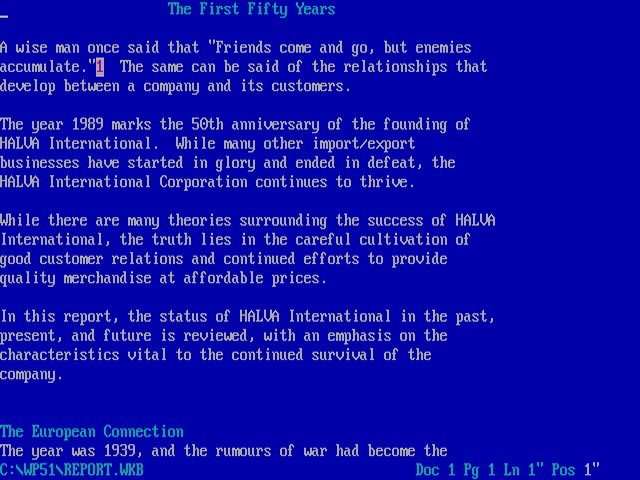 The First Fifty Years
A wise man once said that "Friends come and go, but enemies
accumulate."1  The same can be said of the relationships that
develop between a company and its customers.
The year 1989 marks the 50th anniversary of the founding of
HALVA International.  While many other import/export
businesses have started in glory and ended in defeat, the
HALVA International Corporation continues to thrive.
While there are many theories surrounding the success of HALVA
International, the truth lies in the careful cultivation of
good customer relations and continued efforts to provide
quality merchandise at affordable prices.
In this report, the status of HALVA International in the past,
present, and future is reviewed, with an emphasis on the
characteristics vital to the continued survival of the
company.
The European Connection
The year was 1939, and the rumours of war had become the
C:\WP51\REPORT.WKB Doc 1 Pg 1 Ln 1" Pos 1"